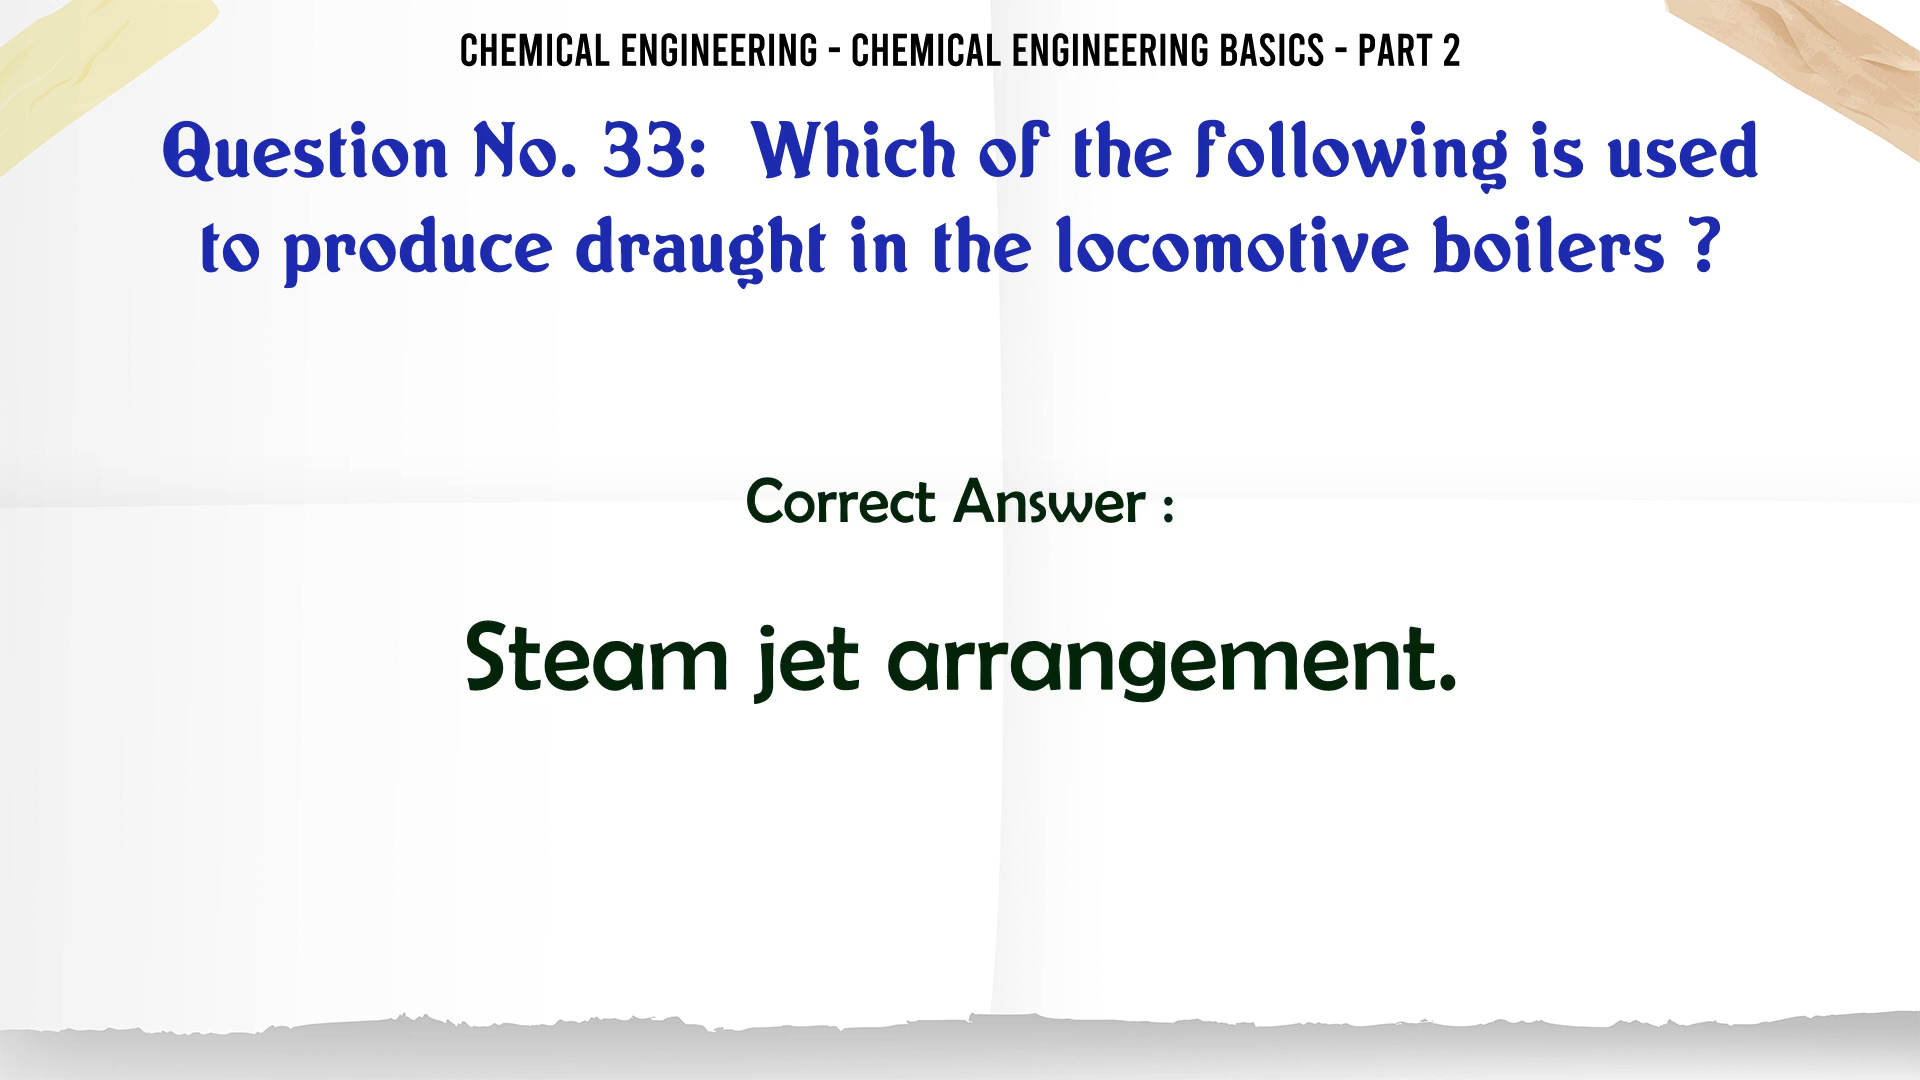 CHEMICAL ENGINEERING - CHEMICAL ENGINEERING BASICS - PART 2
Question No. 33: Which of the following is used
to produce draught in the locomotive boilers ?
Correct Answer :
Steam jet arrangement.